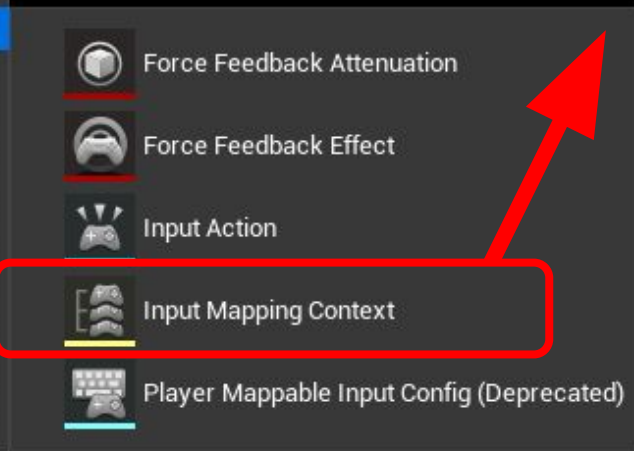 Force Feedback Attenuation
Force Feedback Effect
Input Action
Input Mapping Context
Player Mappable Input Config (Deprecated)